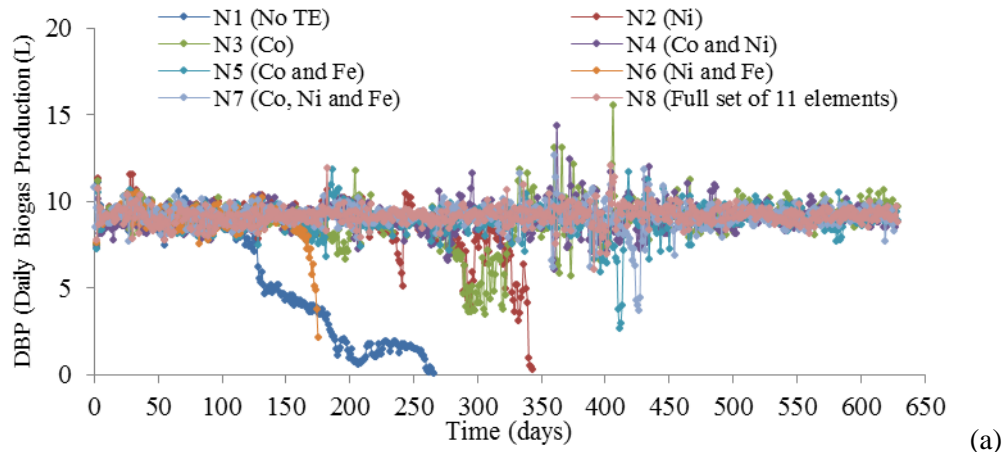 N1 (No TE) N2 (Ni)
N3 (Co) N4 (Co and Ni)
N5 (Co and Fe) N6 (Ni and Fe)
N7 (Co, Ni and Fe) N8 (Full set of 11 elements)
DBP (Daily Biogas Production (L)
20
15
10
5
0
0 50 100 150 200 250 300 350 400 450 500 550 600 650
Time (days)
(a)